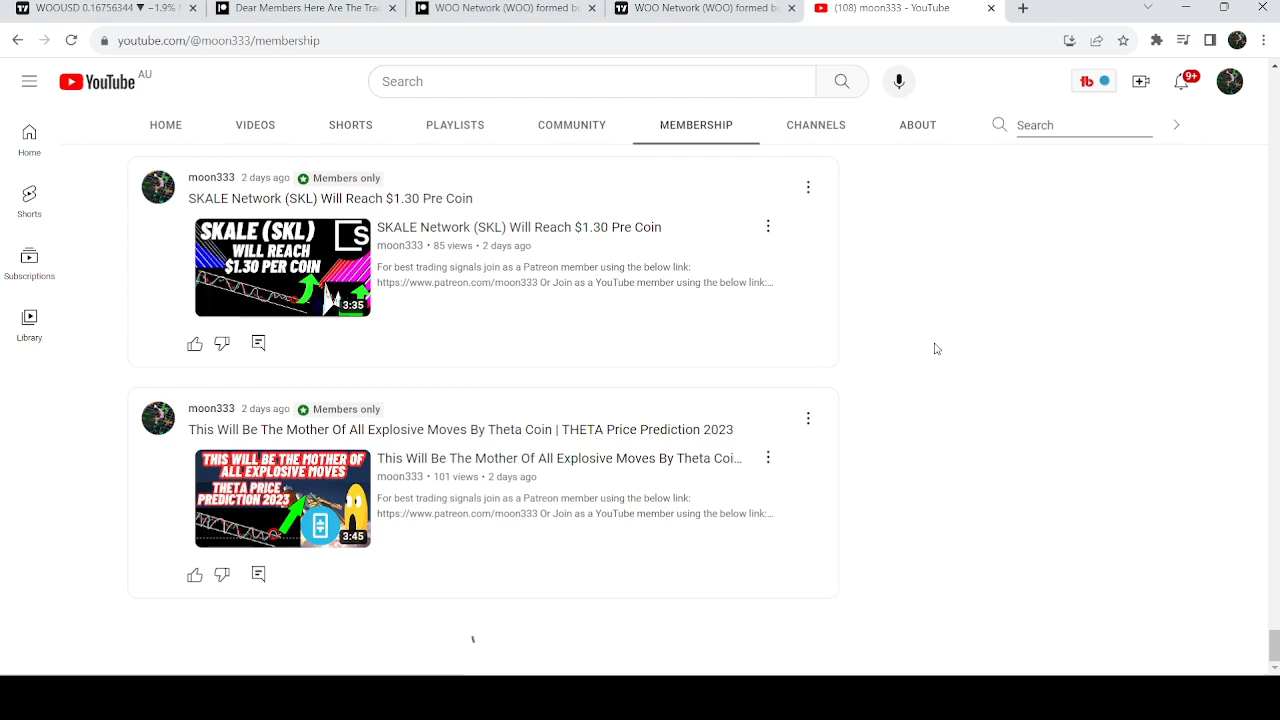 WOOUSD 0.16756344 ▼ −1.9%
Dear Members Here Are The Tra
WOO Network (WOO) formed bu
WOO Network (WOO) formed bu
(108) moon333 - YouTube
youtube.com/@moon333/membership
YouTube AU
Search
9+
HOME
VIDEOS
SHORTS
PLAYLISTS
COMMUNITY
MEMBERSHIP
CHANNELS
ABOUT
Search
Home
Shorts
Subscriptions
Library
moon333 2 days ago Members only
SKALE Network (SKL) Will Reach $1.30 Pre Coin
SKALE (SKL)
WILL REACH
$1.30 PER COIN
3:35
SKALE Network (SKL) Will Reach $1.30 Pre Coin
moon333 • 85 views • 2 days ago
For best trading signals join as a Patreon member using the below link:
https://www.patreon.com/moon333 Or Join as a YouTube member using the below link:...
moon333 2 days ago Members only
This Will Be The Mother Of All Explosive Moves By Theta Coin | THETA Price Prediction 2023
THIS WILL BE THE MOTHER OF
ALL EXPLOSIVE MOVES
THETA PRICE
PREDICTION 2023
3:45
This Will Be The Mother Of All Explosive Moves By Theta Coi...
moon333 • 101 views • 2 days ago
For best trading signals join as a Patreon member using the below link:
https://www.patreon.com/moon333 Or Join as a YouTube member using the below link:...